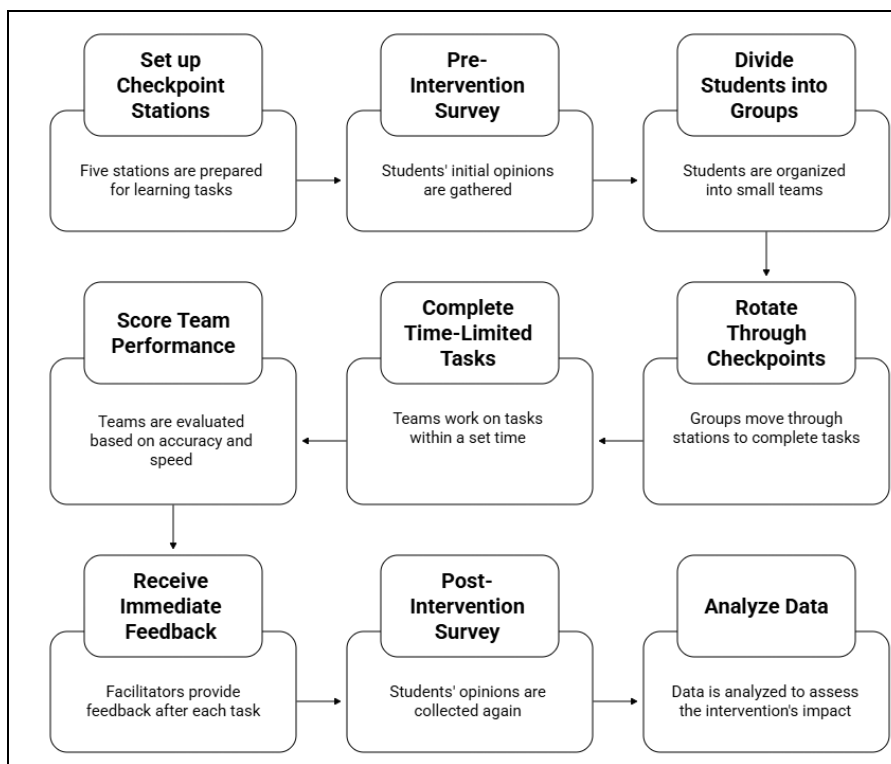 Set up
Checkpoint
Stations
Five stations are prepared
for learning tasks
Pre-
Intervention
Survey
Students' initial opinions
are gathered
Divide
Students into
Groups
Students are organized
into small teams
Rotate
Through
Checkpoints
Groups move through
stations to complete tasks
Complete
Time-Limited
Tasks
Teams work on tasks
within a set time
Score Team
Performance
Teams are evaluated
based on accuracy and
speed
Receive
Immediate
Feedback
Facilitators provide
feedback after each task
Post-
Intervention
Survey
Students' opinions are
collected again
Analyze Data
Data is analyzed to assess
the intervention's impact